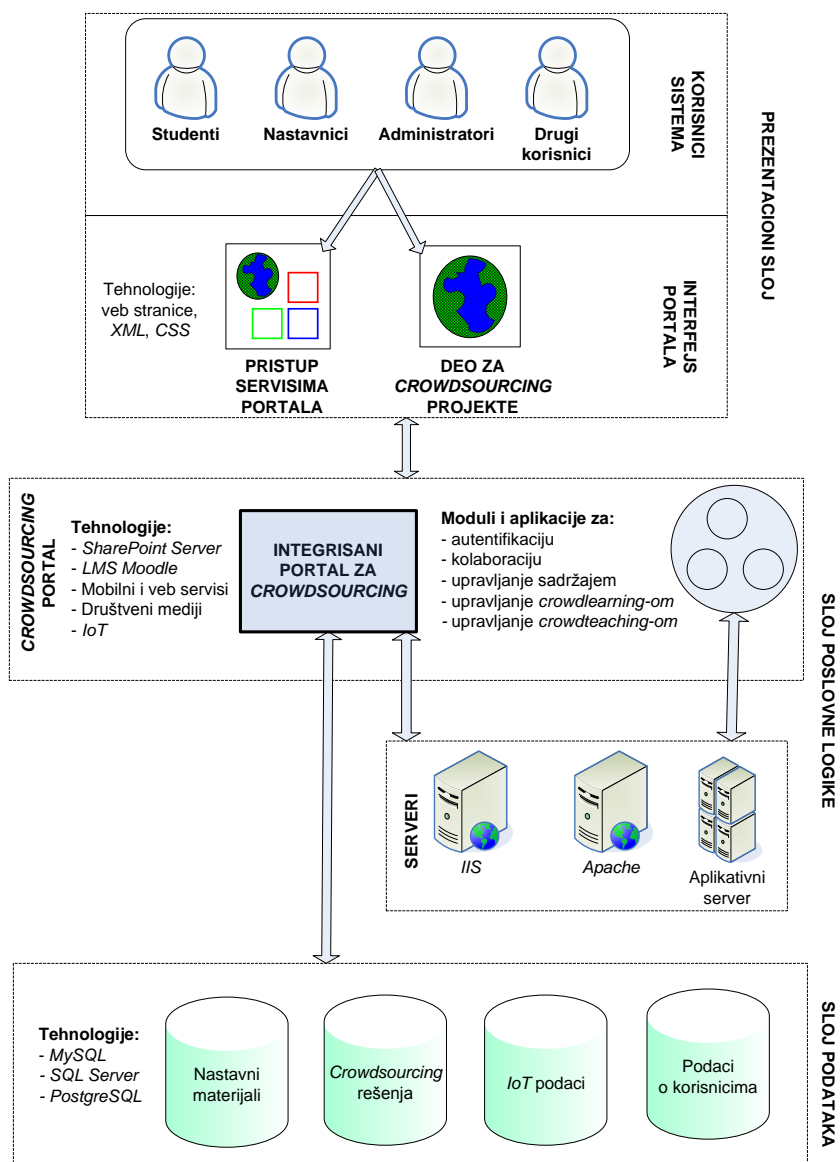 Studenti
Nastavnici
Administratori
Drugi
korisnici
KORISNICI
SISTEMA
PREZENTACIONI SLOJ
Tehnologije:
veb stranice,
XML, CSS
PRISTUP
SERVISIMA
PORTALA
DEO ZA
CROWDSOURCING
PROJEKTE
INTERFEJS
PORTALA
CROWDSOURCING
PORTAL
Tehnologije:
- SharePoint Server
- LMS Moodle
- Mobilni i veb servisi
- Društveni mediji
- IoT
INTEGRISANI
PORTAL ZA
CROWDSOURCING
Moduli i aplikacije za:
- autentifikaciju
- kolaboraciju
- upravljanje sadržajem
- upravljanje crowdlearning-om
- upravljanje crowdteaching-om
SLOJ POSLOVNE LOGIKE
SERVERI
IIS
Apache
Aplikativni
server
Tehnologije:
- MySQL
- SQL Server
- PostgreSQL
Nastavni
materijali
Crowdsourcing
rešenja
IoT podaci
Podaci
o korisnicima
SLOJ PODATAKA